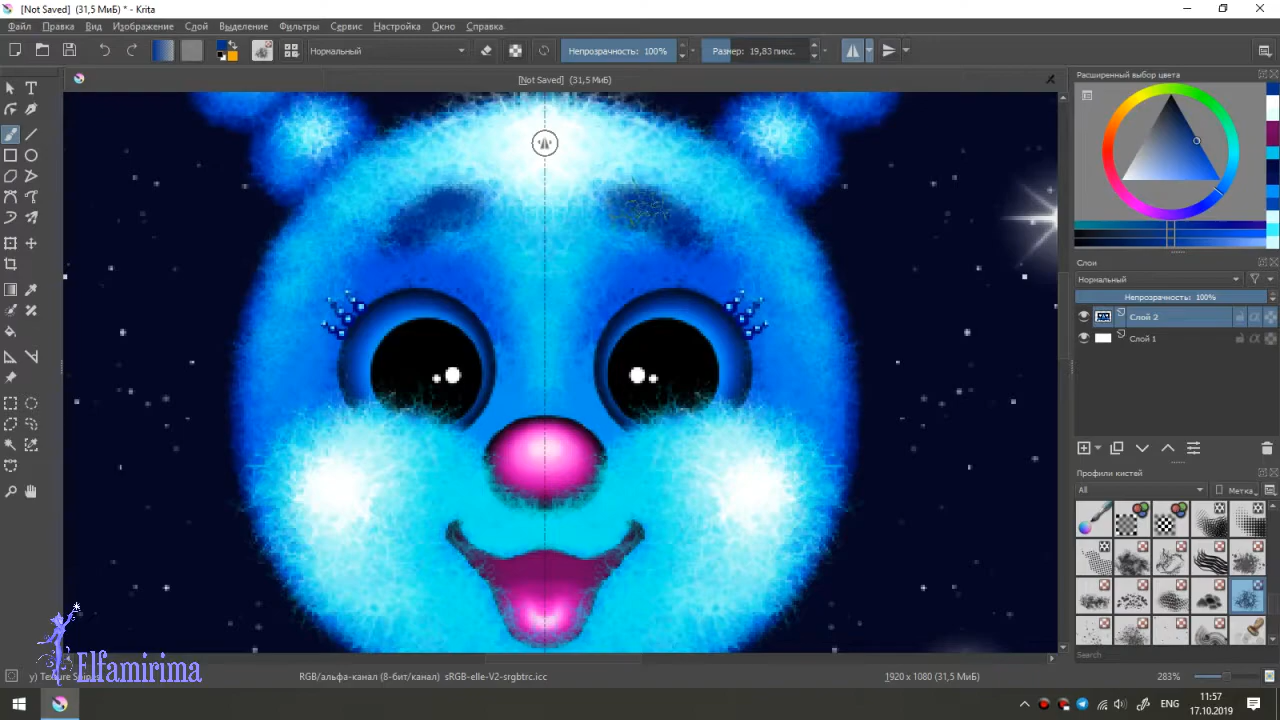 [Not Saved] (31,5 МиБ) * - Krita
Файл Правка Вид Изображение Слой Выделение Фильтры Сервис Настройка Окно Справка
Нормальный Непрозрачность: 100% Размер: 19,83 пикс.
[Not Saved] (31,5 МиБ)
Расширенный выбор цвета
Слои
Нормальный
Непрозрачность: 100%
Слой 2
Слой 1
Профили кистей
All Метка
Search
Elfamirima
RGB/альфа-канал (8-бит/канал) sRGB-elle-V2-srgbtrc.icc
1920 x 1080 (31,5 МиБ)
283%
ENG
11:57
17.10.2019